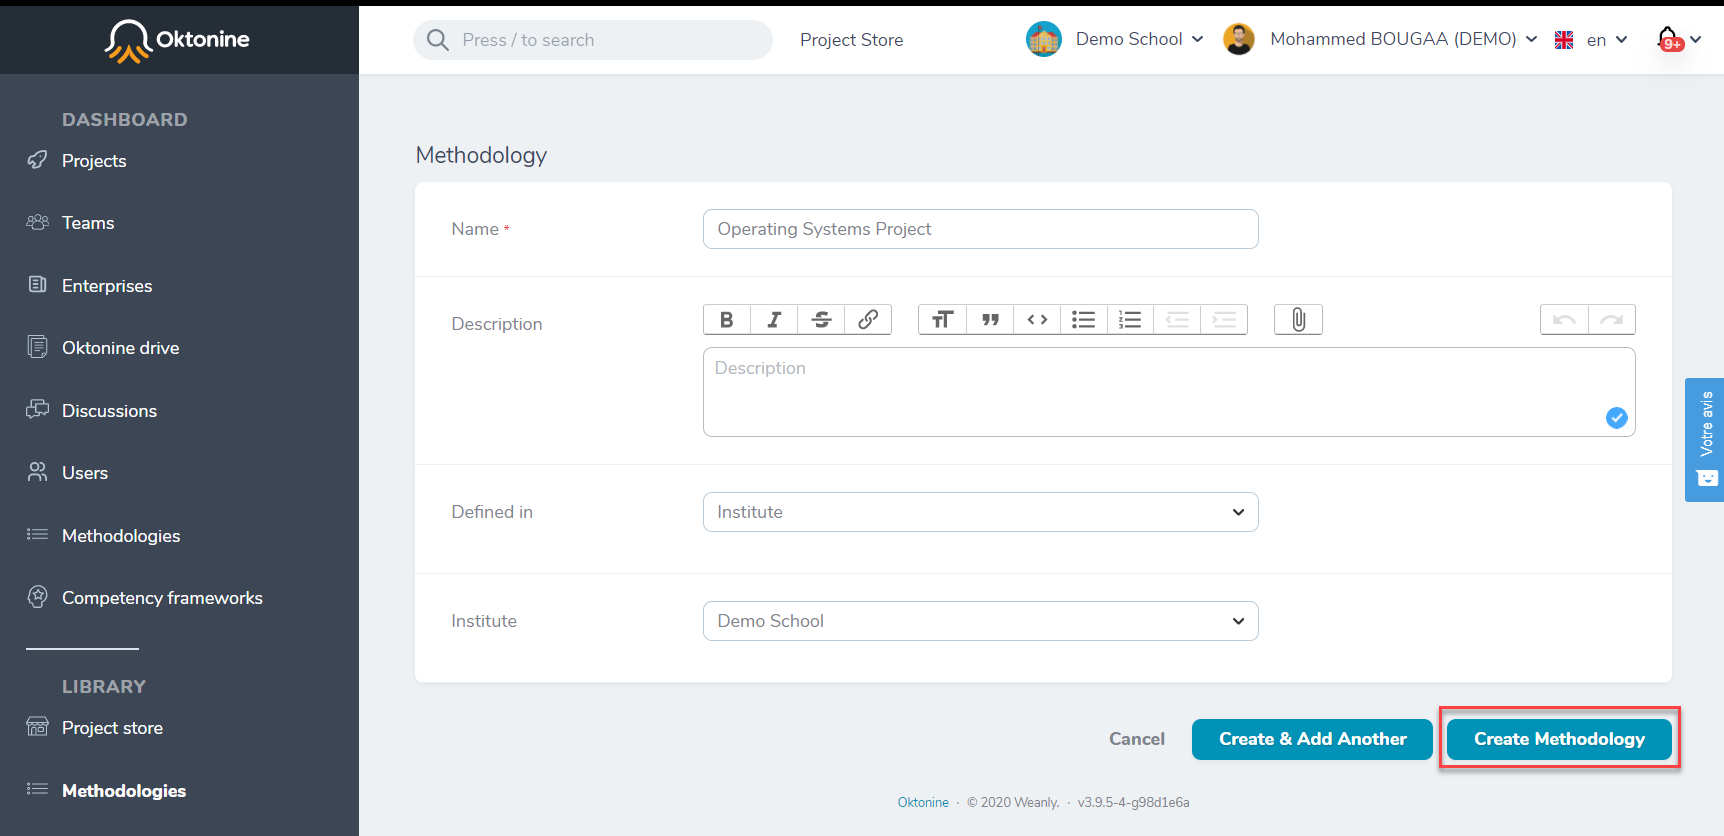 Oktonine
Press / to search
Project Store
Demo School
Mohammed BOUGAA (DEMO)
en
9+
DASHBOARD
Projects
Teams
Enterprises
Oktonine drive
Discussions
Users
Methodologies
Competency frameworks
LIBRARY
Project store
Methodologies
Methodology
Name *
Operating Systems Project
Description
Description
Defined in
Institute
Institute
Demo School
Cancel
Create & Add Another
Create Methodology
Oktonine · © 2020 Weanly. · v3.9.5-4-g98d1e6a
Votre avis